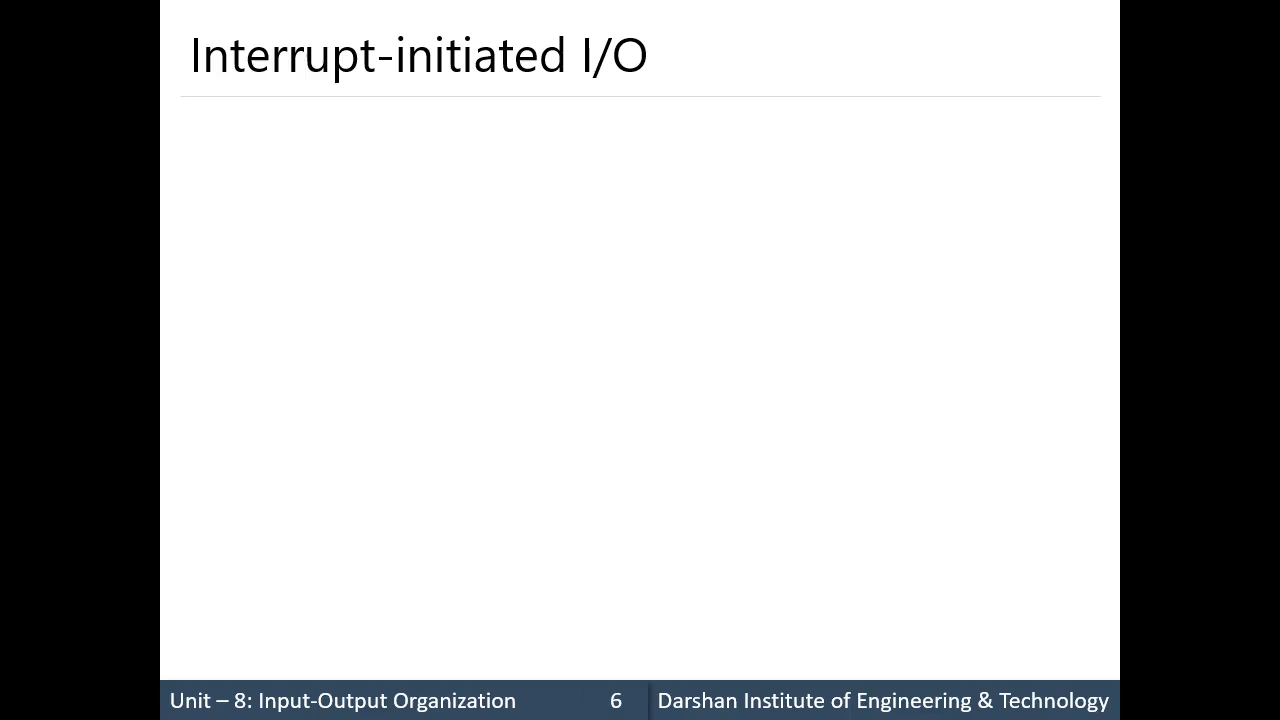 Interrupt-initiated I/O
Unit – 8: Input-Output Organization 6 Darshan Institute of Engineering & Technology